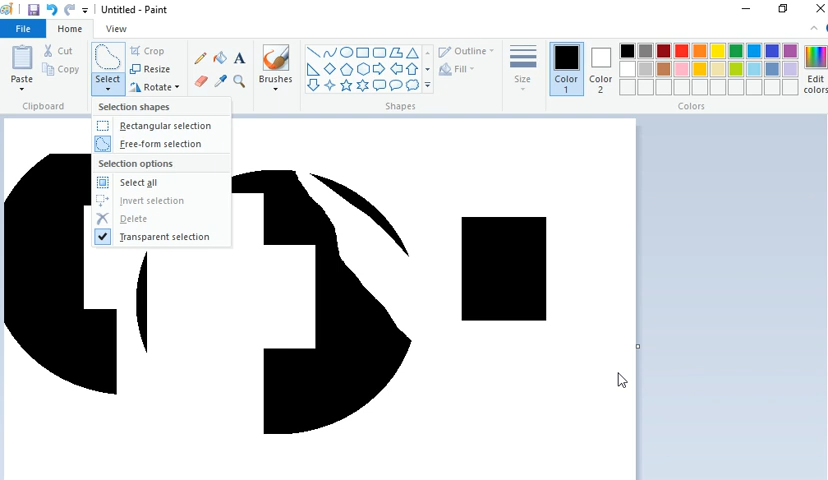 Untitled - Paint
File Home View
Cut
Copy
Paste
Clipboard
Select
Crop
Resize
Rotate
Brushes
Outline
Fill
Shapes
Size
Color 1
Color 2
Edit colors
Colors
Selection shapes
Rectangular selection
Free-form selection
Selection options
Select all
Invert selection
Delete
Transparent selection